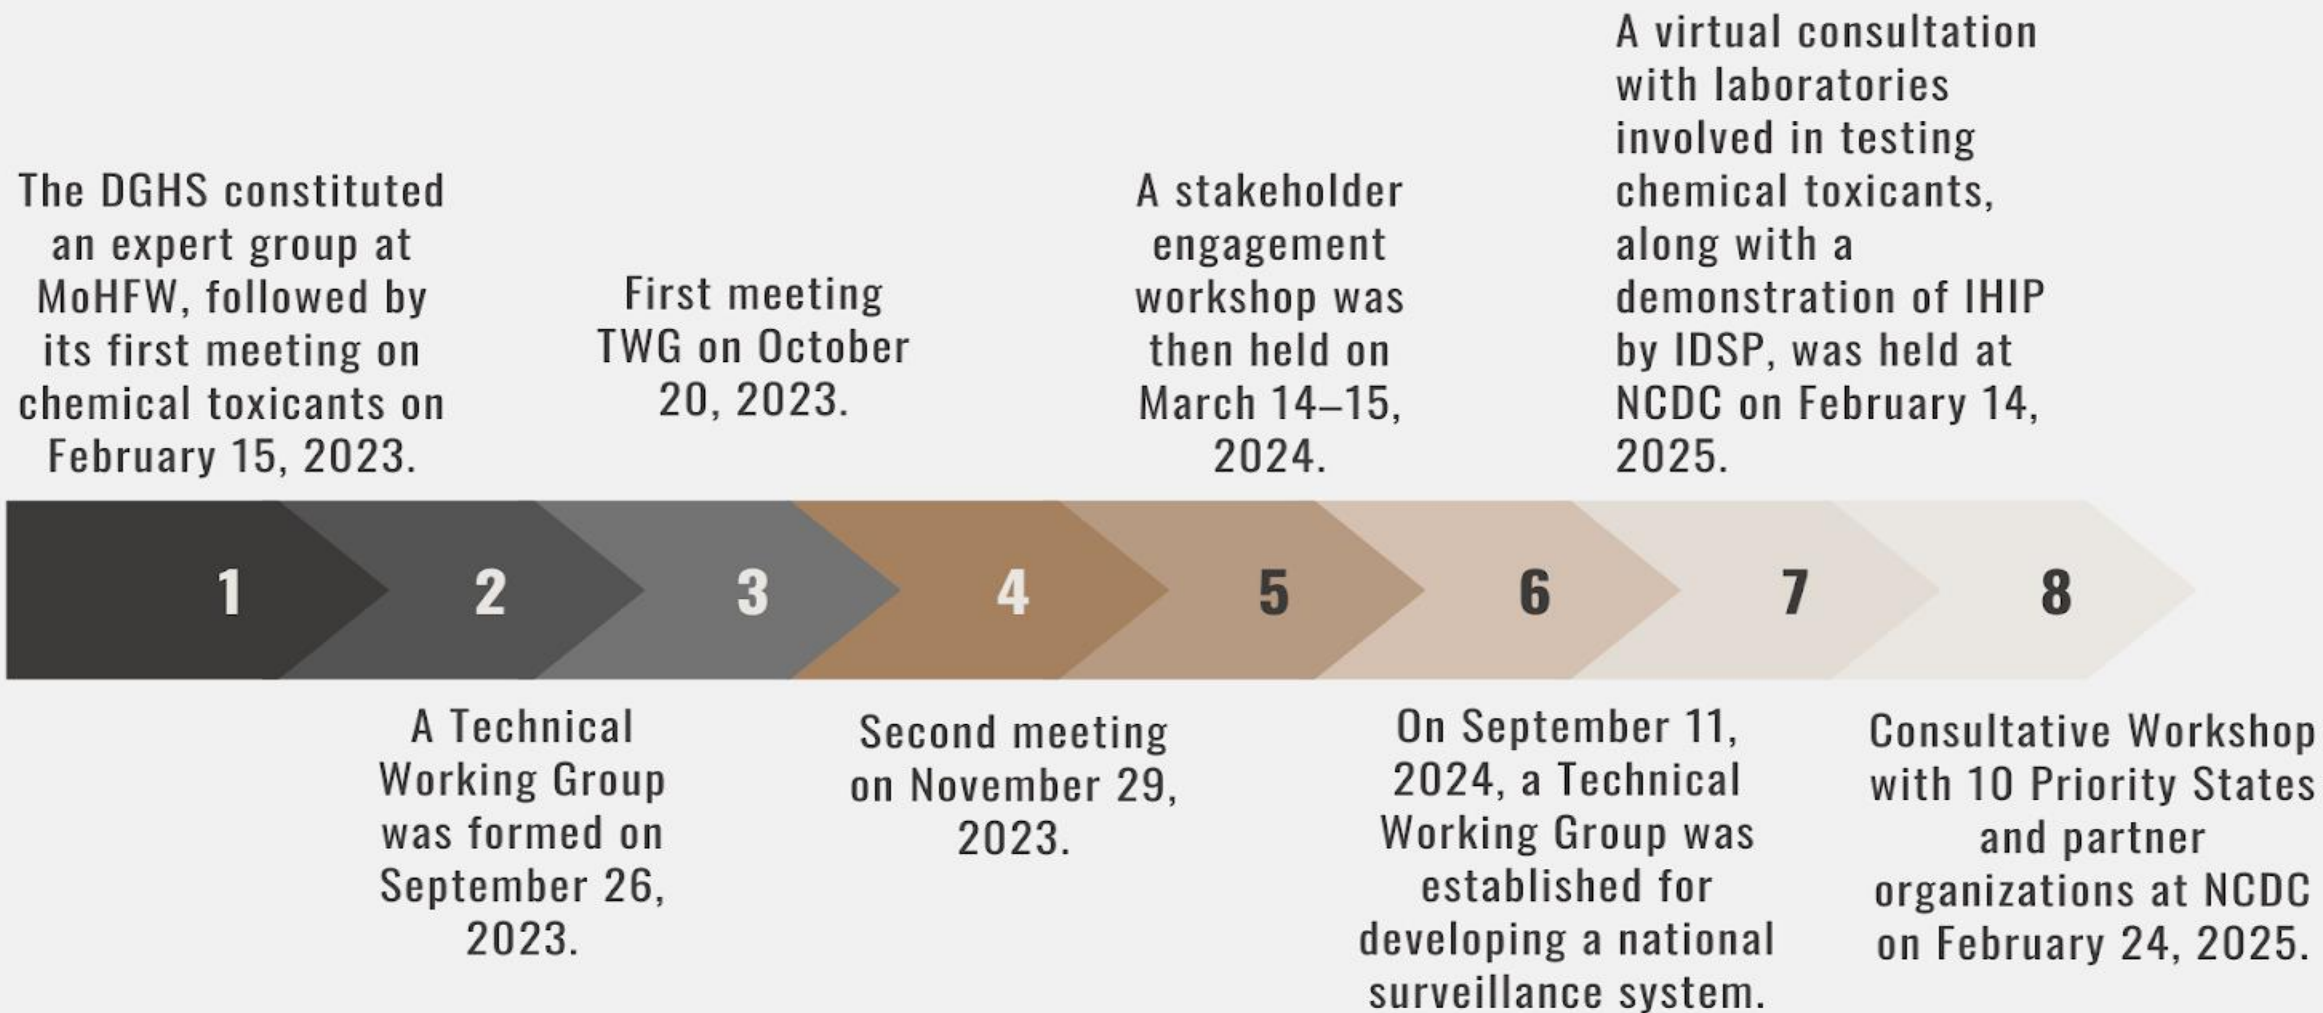 The DGHS constituted
an expert group at
MoHFW, followed by
its first meeting on
chemical toxicants on
February 15, 2023.
First meeting
TWG on October
20, 2023.
A stakeholder
engagement
workshop was
then held on
March 14–15,
2024.
A virtual consultation
with laboratories
involved in testing
chemical toxicants,
along with a
demonstration of IHIP
by IDSP, was held at
NCDC on February 14,
2025.
1
2
3
4
5
6
7
8
A Technical
Working Group
was formed on
September 26,
2023.
Second meeting
on November 29,
2023.
On September 11,
2024, a Technical
Working Group was
established for
developing a national
surveillance system.
Consultative Workshop
with 10 Priority States
and partner
organizations at NCDC
on February 24, 2025.